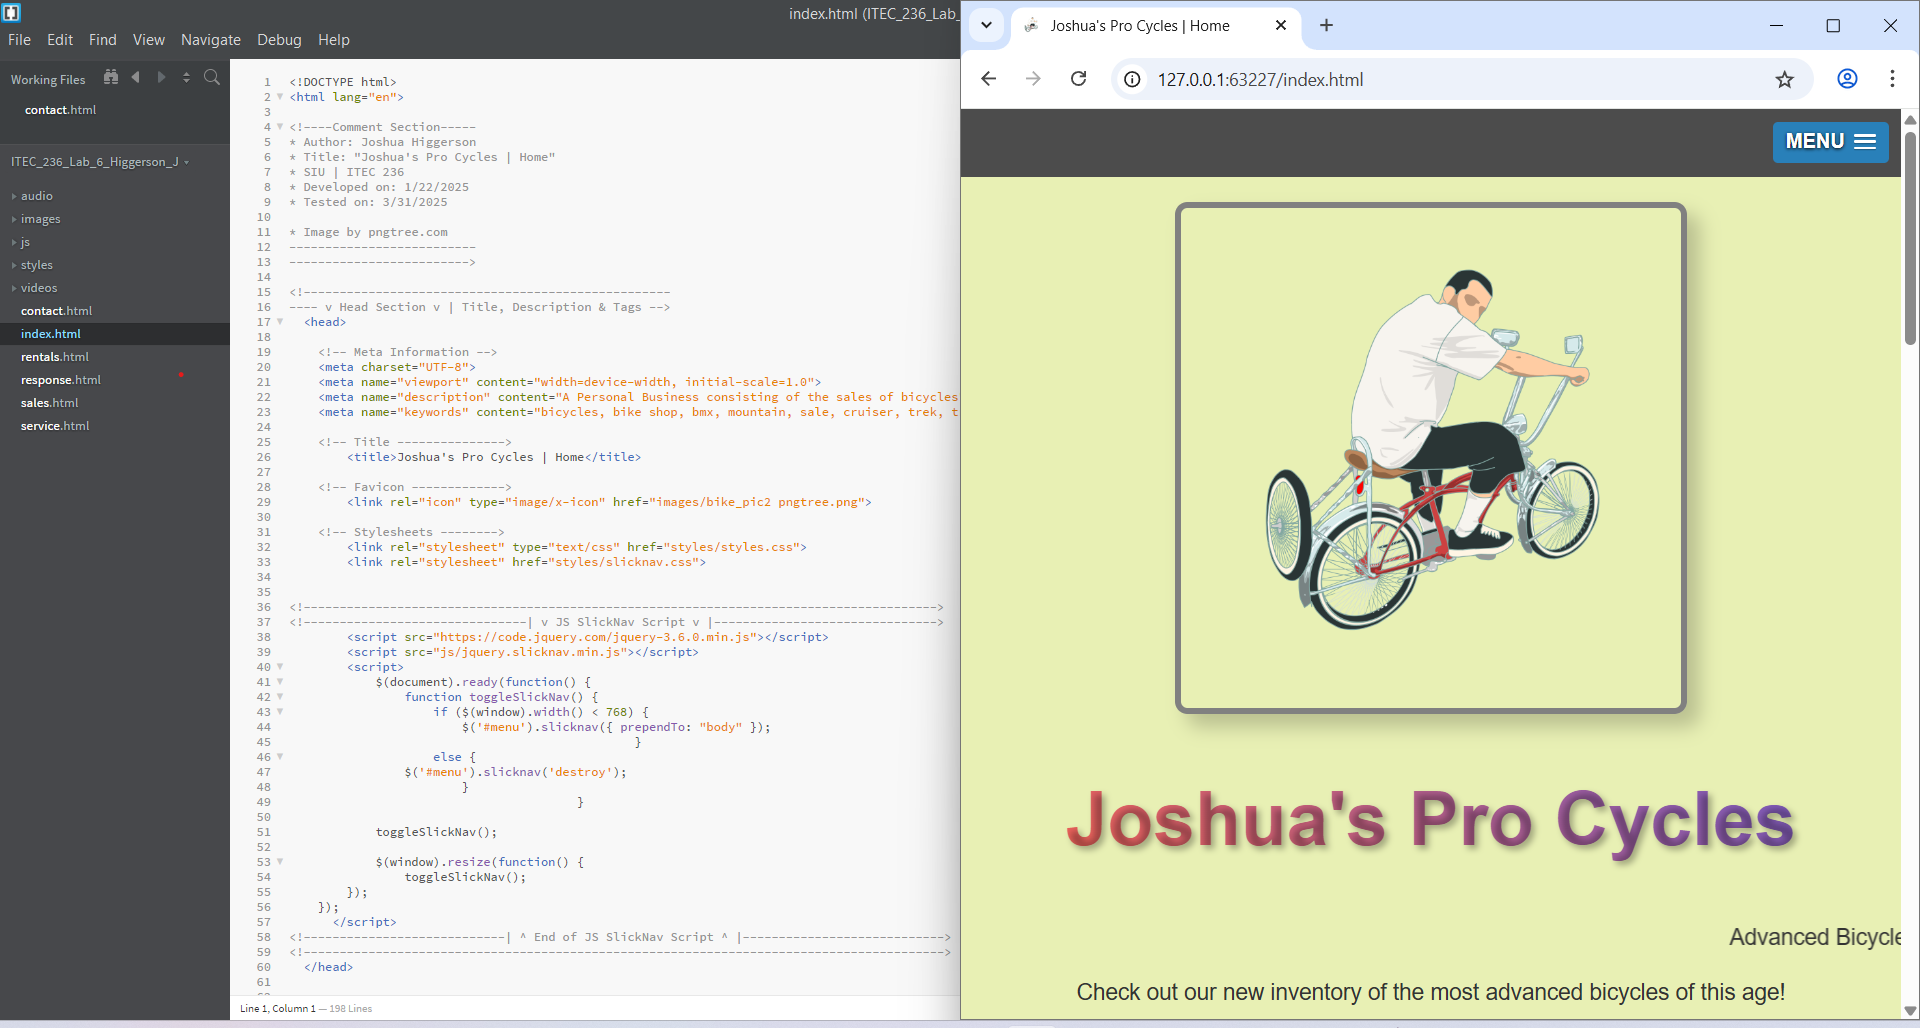 index.html (ITEC_236_Lab_
File Edit Find View Navigate Debug Help
Working Files
contact.html
ITEC_236_Lab_6_Higgerson_J
audio
images
js
styles
videos
contact.html
index.html
rentals.html
response.html
sales.html
service.html
1 <!DOCTYPE html>
2 <html lang="en">
3
4 <!----Comment Section-----
5 * Author: Joshua Higgerson
6 * Title: "Joshua's Pro Cycles | Home"
7 * SIU | ITEC 236
8 * Developed on: 1/22/2025
9 * Tested on: 3/31/2025
10
11 * Image by pngtree.com
12 --------------------------
13 ------------------------->
14
15 <!---------------------------------------------------
16 ---- v Head Section v | Title, Description & Tags -->
17 <head>
18
19 <!-- Meta Information -->
20 <meta charset="UTF-8">
21 <meta name="viewport" content="width=device-width, initial-scale=1.0">
22 <meta name="description" content="A Personal Business consisting of the sales of bicycles
23 <meta name="keywords" content="bicycles, bike shop, bmx, mountain, sale, cruiser, trek, t
24
25 <!-- Title --------------->
26 <title>Joshua's Pro Cycles | Home</title>
27
28 <!-- Favicon ------------->
29 <link rel="icon" type="image/x-icon" href="images/bike_pic2 pngtree.png">
30
31 <!-- Stylesheets -------->
32 <link rel="stylesheet" type="text/css" href="styles/styles.css">
33 <link rel="stylesheet" href="styles/slicknav.css">
34
35
36 <!---------------------------------------------------------------------------------------->
37 <!-------------------------------| v JS SlickNav Script v |------------------------------->
38 <script src="https://code.jquery.com/jquery-3.6.0.min.js"></script>
39 <script src="js/jquery.slicknav.min.js"></script>
40 <script>
41 $(document).ready(function() {
42 function toggleSlickNav() {
43 if ($(window).width() < 768) {
44 $('#menu').slicknav({ prependTo: "body" });
45 }
46 else {
47 $('#menu').slicknav('destroy');
48 }
49 }
50
51 toggleSlickNav();
52
53 $(window).resize(function() {
54 toggleSlickNav();
55 });
56 });
57 </script>
58 <!----------------------------| ^ End of JS SlickNav Script ^ |---------------------------->
59 <!----------------------------------------------------------------------------------------->
60 </head>
61
Line 1, Column 1 — 198 Lines
Joshua's Pro Cycles | Home
127.0.0.1:63227/index.html
MENU
Joshua's Pro Cycles
Advanced Bicycle
Check out our new inventory of the most advanced bicycles of this age!